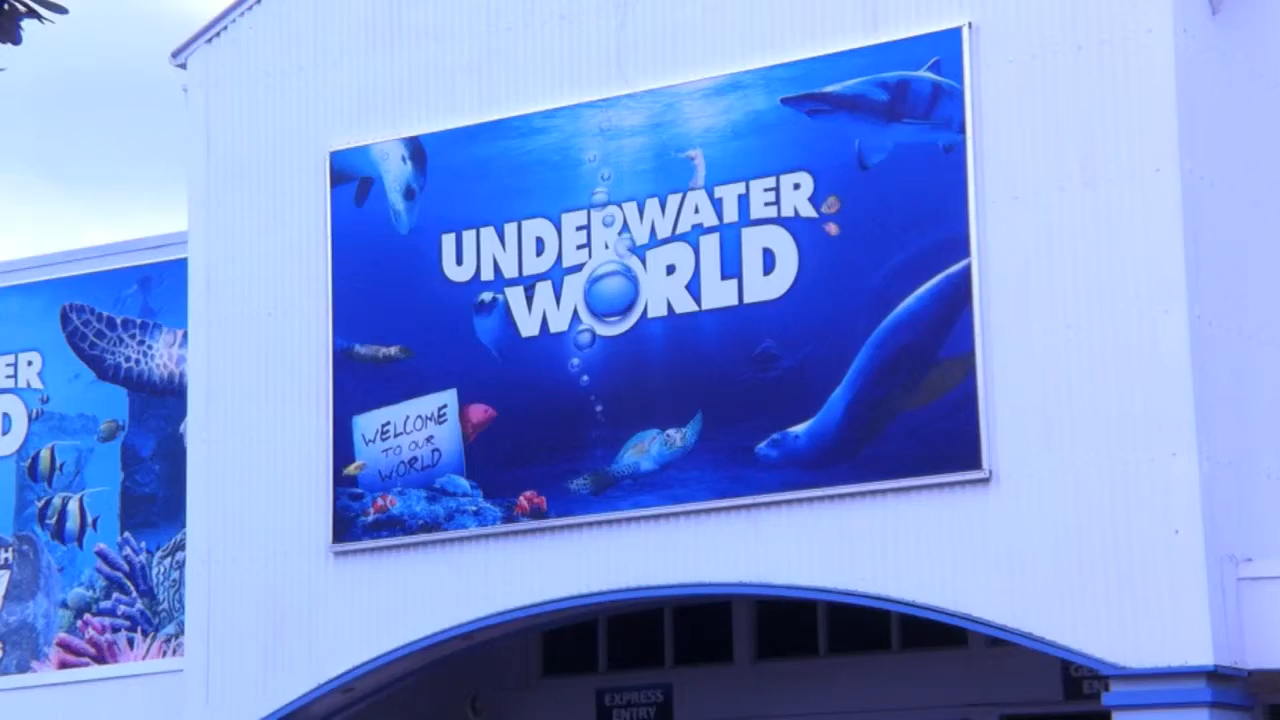 UNDERWATER
WORLD
WELCOME
TO OUR
WORLD
ER
D
H
EXPRESS
ENTRY